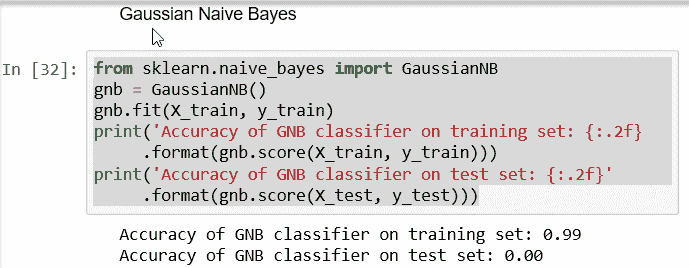 Gaussian Naive Bayes
In [32]:
from sklearn.naive_bayes import GaussianNB
gnb = GaussianNB()
gnb.fit(X_train, y_train)
print('Accuracy of GNB classifier on training set: {:.2f}
.format(gnb.score(X_train, y_train)))
print('Accuracy of GNB classifier on test set: {:.2f}'
.format(gnb.score(X_test, y_test)))
Accuracy of GNB classifier on training set: 0.99
Accuracy of GNB classifier on test set: 0.00